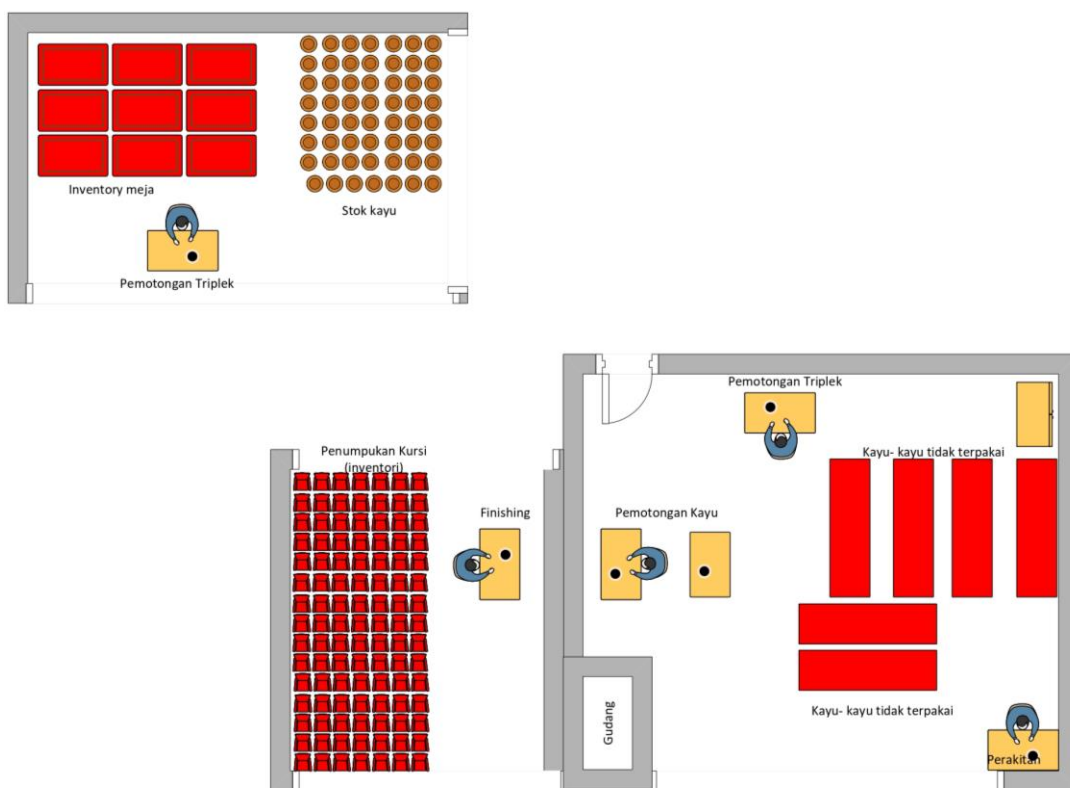 Inventory meja
Stok kayu
Pemotongan Triplek
Pemotongan Triplek
Penumpukan Kursi
(inventori)
Kayu- kayu tidak terpakai
Finishing
Pemotongan Kayu
Kayu- kayu tidak terpakai
Gudang
Perakitan